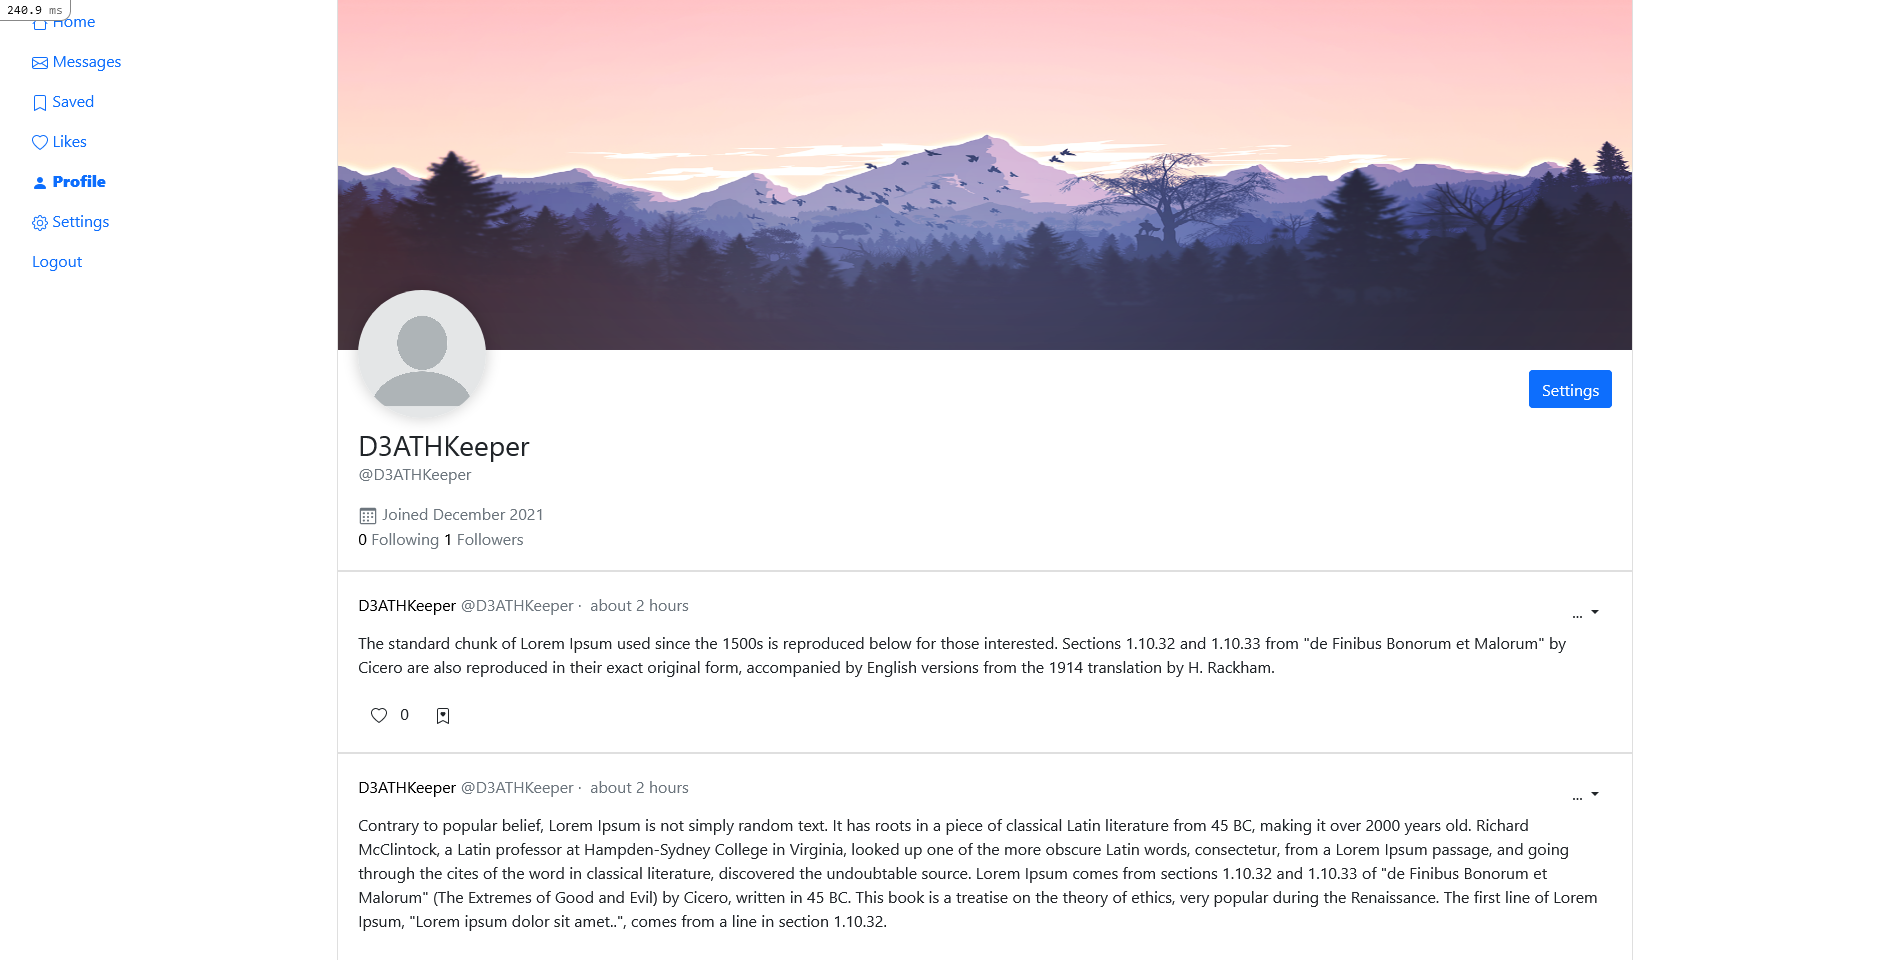 240.9 ms
Home
Messages
Saved
Likes
Profile
Settings
Logout
Settings
D3ATHKeeper
@D3ATHKeeper
Joined December 2021
0 Following 1 Followers
D3ATHKeeper @D3ATHKeeper · about 2 hours
...
The standard chunk of Lorem Ipsum used since the 1500s is reproduced below for those interested. Sections 1.10.32 and 1.10.33 from "de Finibus Bonorum et Malorum" by
Cicero are also reproduced in their exact original form, accompanied by English versions from the 1914 translation by H. Rackham.
0
D3ATHKeeper @D3ATHKeeper · about 2 hours
...
Contrary to popular belief, Lorem Ipsum is not simply random text. It has roots in a piece of classical Latin literature from 45 BC, making it over 2000 years old. Richard
McClintock, a Latin professor at Hampden-Sydney College in Virginia, looked up one of the more obscure Latin words, consectetur, from a Lorem Ipsum passage, and going
through the cites of the word in classical literature, discovered the undoubtable source. Lorem Ipsum comes from sections 1.10.32 and 1.10.33 of "de Finibus Bonorum et
Malorum" (The Extremes of Good and Evil) by Cicero, written in 45 BC. This book is a treatise on the theory of ethics, very popular during the Renaissance. The first line of Lorem
Ipsum, "Lorem ipsum dolor sit amet..", comes from a line in section 1.10.32.